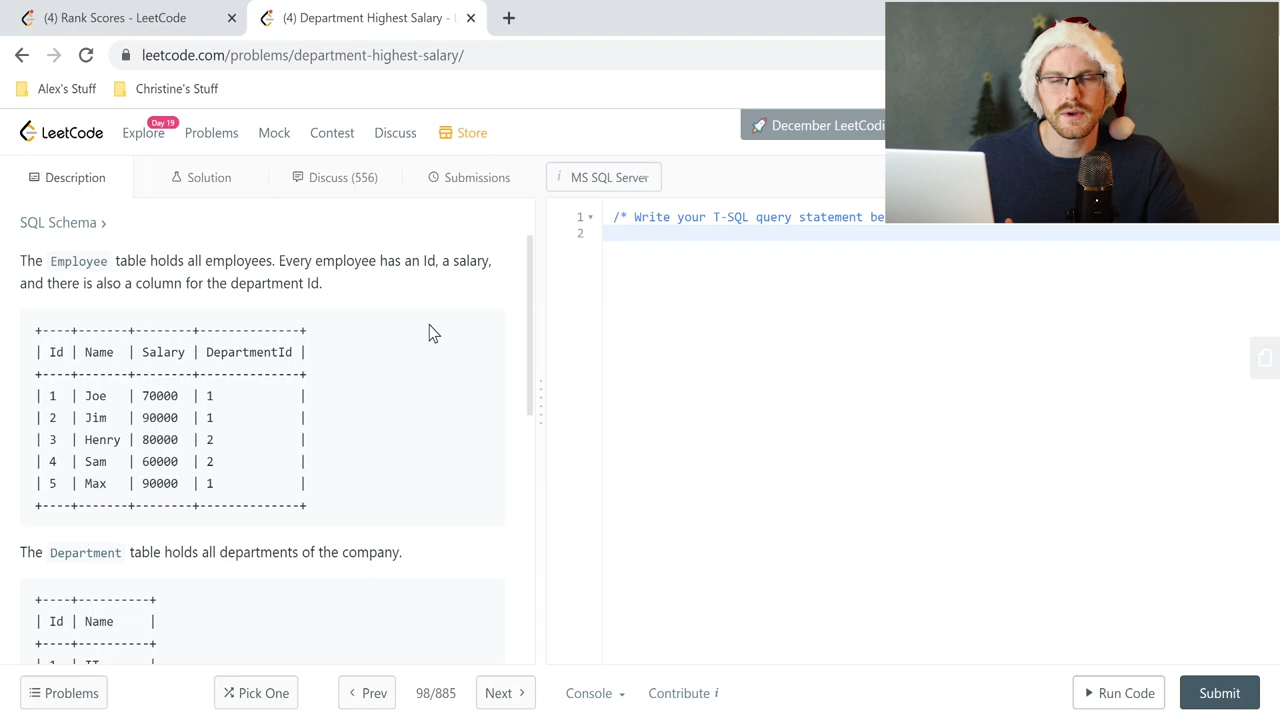 (4) Rank Scores - LeetCode
(4) Department Highest Salary - L
leetcode.com/problems/department-highest-salary/
Alex's Stuff Christine's Stuff
LeetCode Explore Day 19 Problems Mock Contest Discuss Store
December LeetCodi
Description Solution Discuss (556) Submissions
i MS SQL Server
SQL Schema >
1 /* Write your T-SQL query statement be
2
The Employee table holds all employees. Every employee has an Id, a salary,
and there is also a column for the department Id.
+----+-------+--------+--------------+
| Id | Name | Salary | DepartmentId |
+----+-------+--------+--------------+
| 1 | Joe | 70000 | 1 |
| 2 | Jim | 90000 | 1 |
| 3 | Henry | 80000 | 2 |
| 4 | Sam | 60000 | 2 |
| 5 | Max | 90000 | 1 |
+----+-------+--------+--------------+
The Department table holds all departments of the company.
+----+----------+
| Id | Name |
+----+----------+
| 1 | IT |
Problems Pick One < Prev 98/885 Next > Console Contribute i Run Code Submit